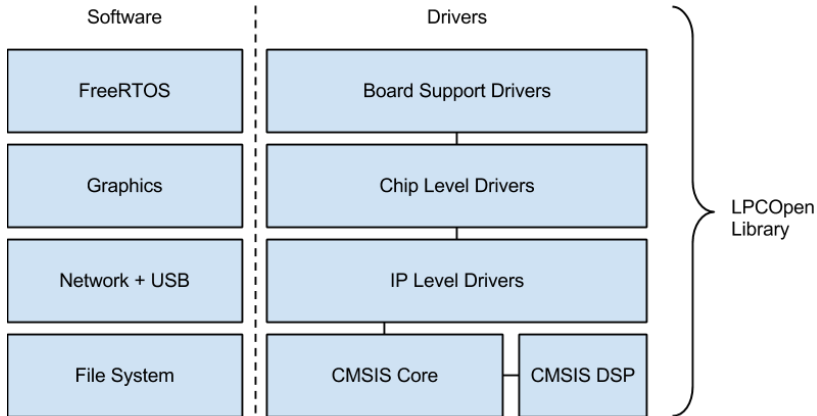 Software
Drivers
FreeRTOS
Board Support Drivers
Graphics
Chip Level Drivers
LPCOpen
Library
Network + USB
IP Level Drivers
File System
CMSIS Core
CMSIS DSP